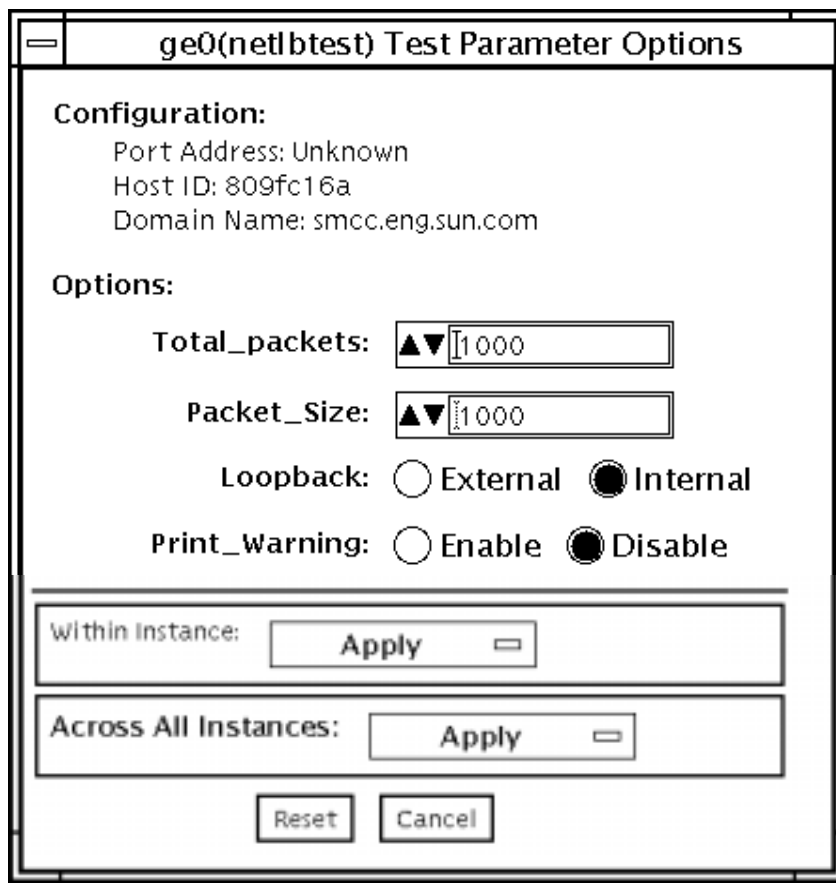 ge0(netlbtest) Test Parameter Options
Configuration:
Port Address: Unknown
Host ID: 809fc16a
Domain Name: smcc.eng.sun.com
Options:
Total_packets: 1000
Packet_Size: 1000
Loopback: External Internal
Print_Warning: Enable Disable
Within Instance: Apply
Across All Instances: Apply
Reset Cancel